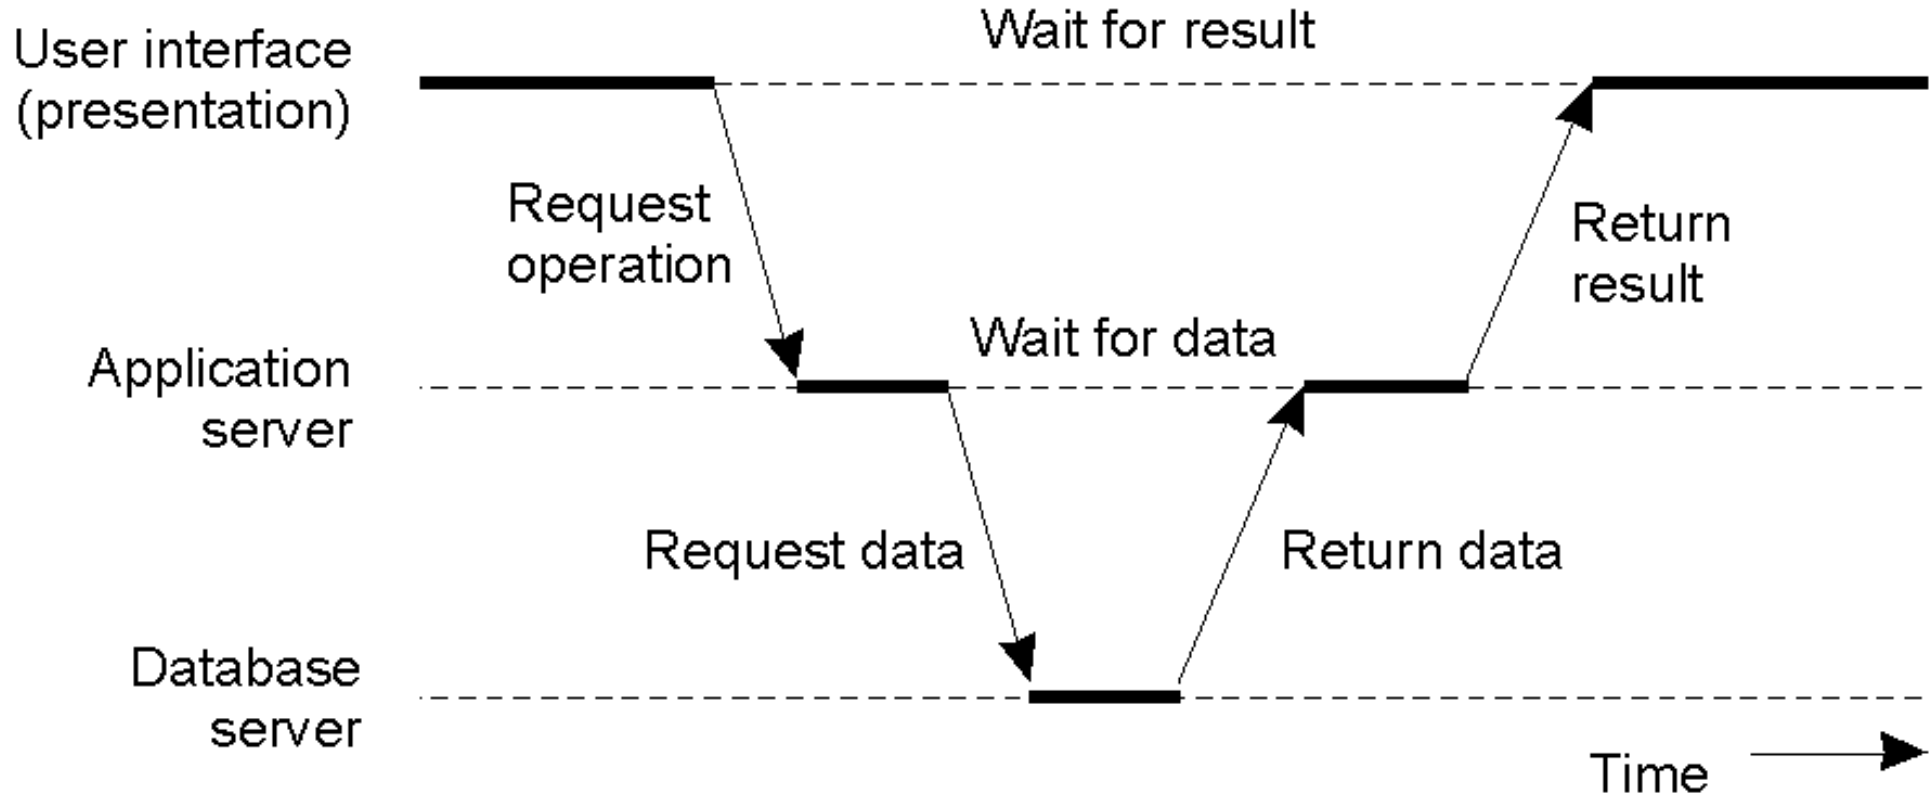 Wait for result
User interface
(presentation)
Request
operation
Return
result
Wait for data
Application
server
Request data
Return data
Database
server
Time